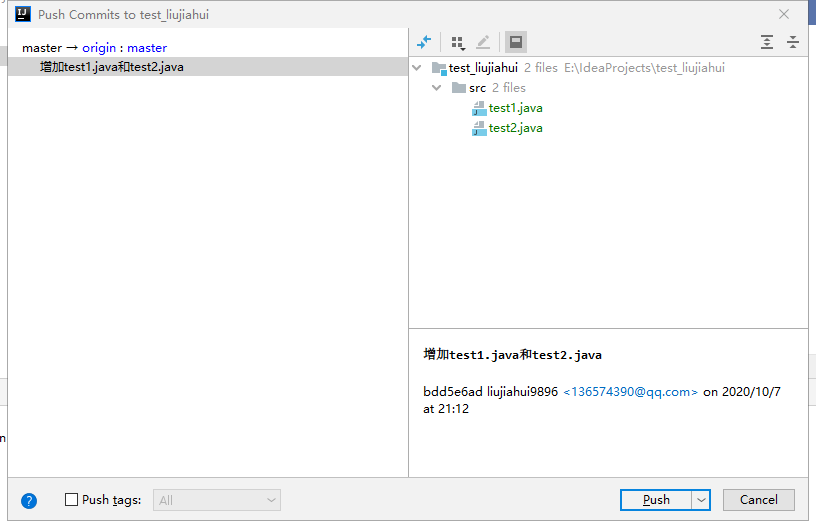 Push Commits to test_liujiahui
master → origin : master
增加test1.java和test2.java
test_liujiahui 2 files E:\IdeaProjects\test_liujiahui
src 2 files
test1.java
test2.java
增加test1.java和test2.java
bdd5e6ad liujiahui9896 <136574390@qq.com> on 2020/10/7
at 21:12
Push tags: All Push Cancel